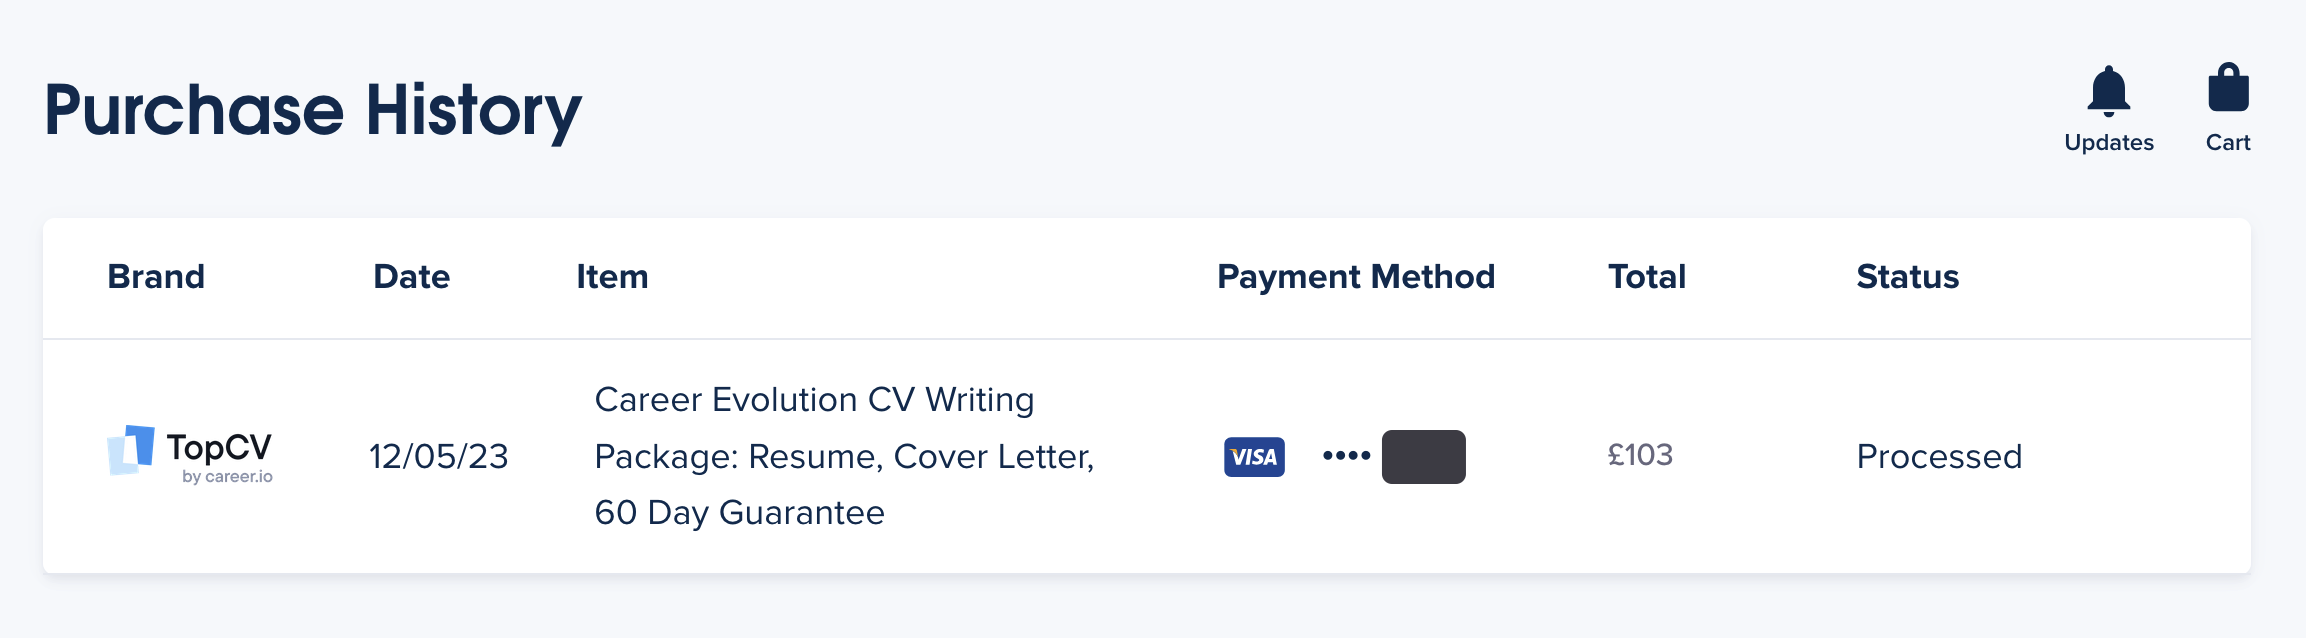 Purchase History
Updates
Cart
Brand
Date
Item
Payment Method
Total
Status
TopCV
by career.io
12/05/23
Career Evolution CV Writing
Package: Resume, Cover Letter,
60 Day Guarantee
VISA
••••
£103
Processed